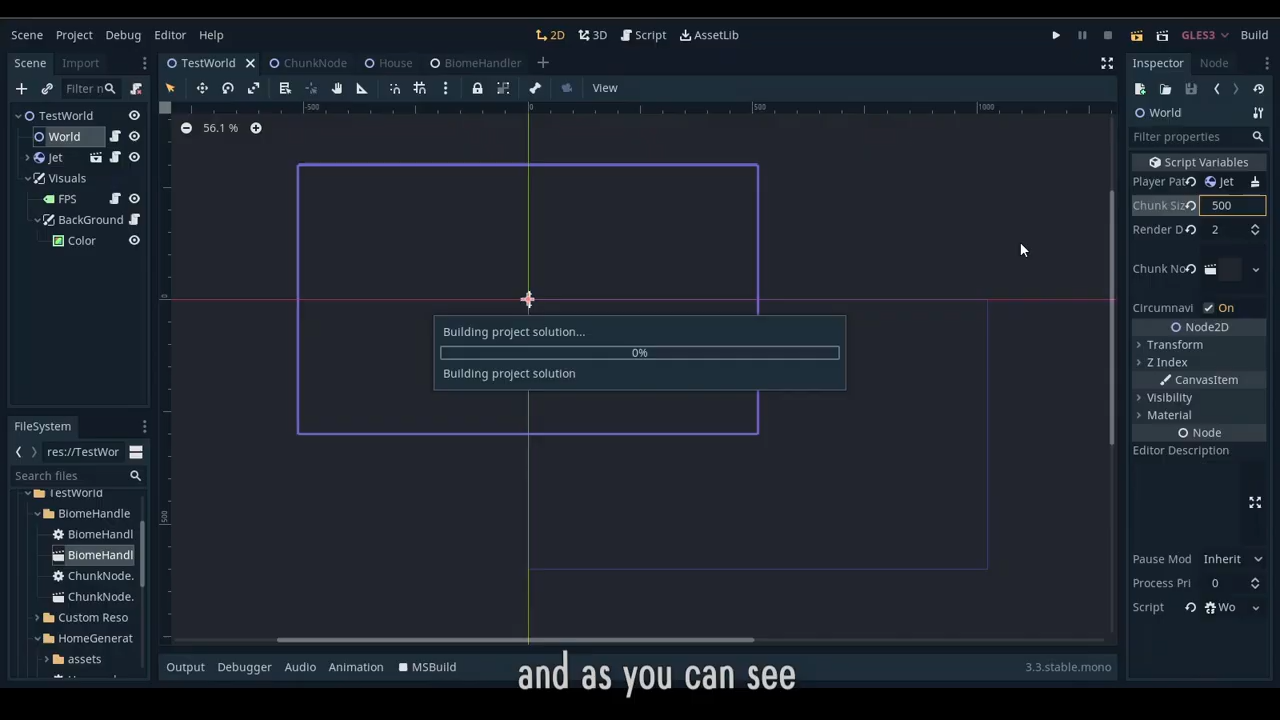 Scene Project Debug Editor Help
2D 3D Script AssetLib
GLES3 Build
Scene Import
TestWorld ChunkNode House BiomeHandler
Inspector Node
Filter n
View
World
Filter properties
TestWorld
World
Jet
Visuals
FPS
BackGround
Color
-500 0 500 1000
56.1 %
0
500
Script Variables
Player Pat Jet
Chunk Siz 500
Render D 2
Chunk No
Circumnavi On
Node2D
Transform
Z Index
CanvasItem
Visibility
Material
Node
Editor Description
Pause Mod Inherit
Process Pri 0
Script Wo
Building project solution...
0%
Building project solution
FileSystem
res://TestWor
Search files
TestWorld
BiomeHandle
BiomeHandl
BiomeHandl
ChunkNode.
ChunkNode.
Custom Reso
HomeGenerat
assets
Output Debugger Audio Animation MSBuild
3.3.stable.mono
and as you can see